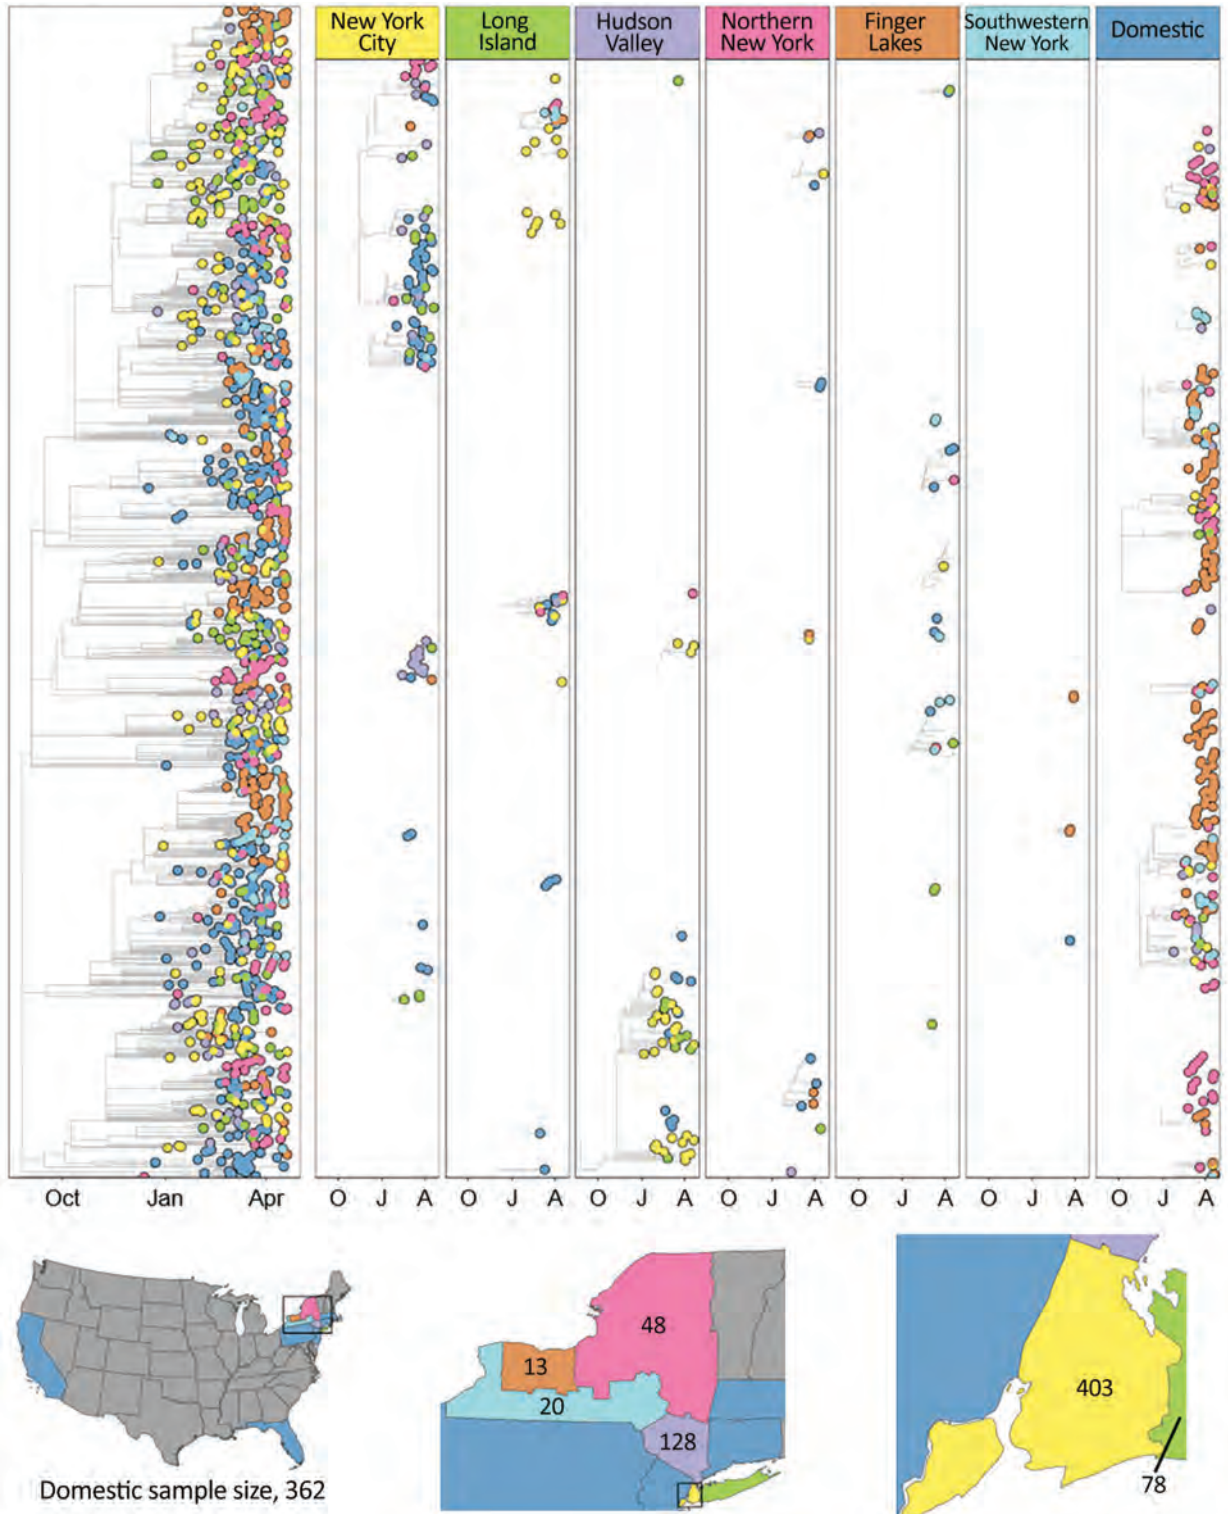 New York
City
Long
Island
Hudson
Valley
Northern
New York
Finger
Lakes
Southwestern
New York
Domestic
Oct Jan Apr
O J A
O J A
O J A
O J A
O J A
O J A
O J A
48
13
20
128
403
78
Domestic sample size, 362